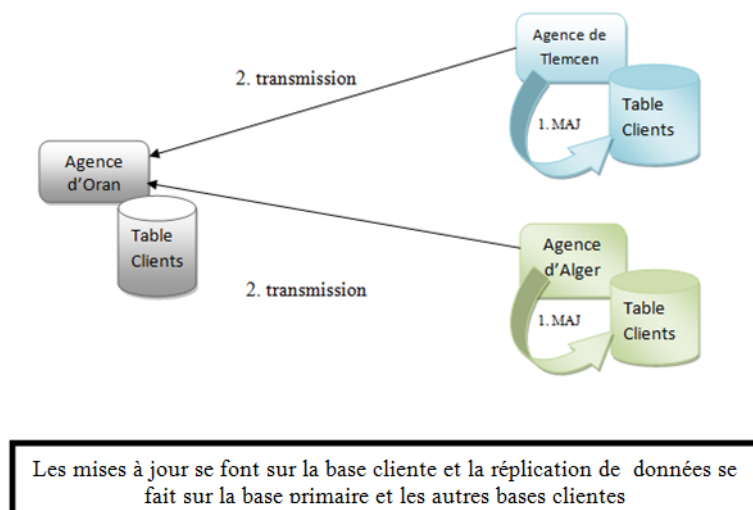 Agence de
Tlemcen
2. transmission
1. MAJ
Table
Clients
Agence
d'Oran
Table
Clients
Agence
d'Alger
2. transmission
1. MAJ
Table
Clients
Les mises à jour se font sur la base cliente et la réplication de données se
fait sur la base primaire et les autres bases clientes